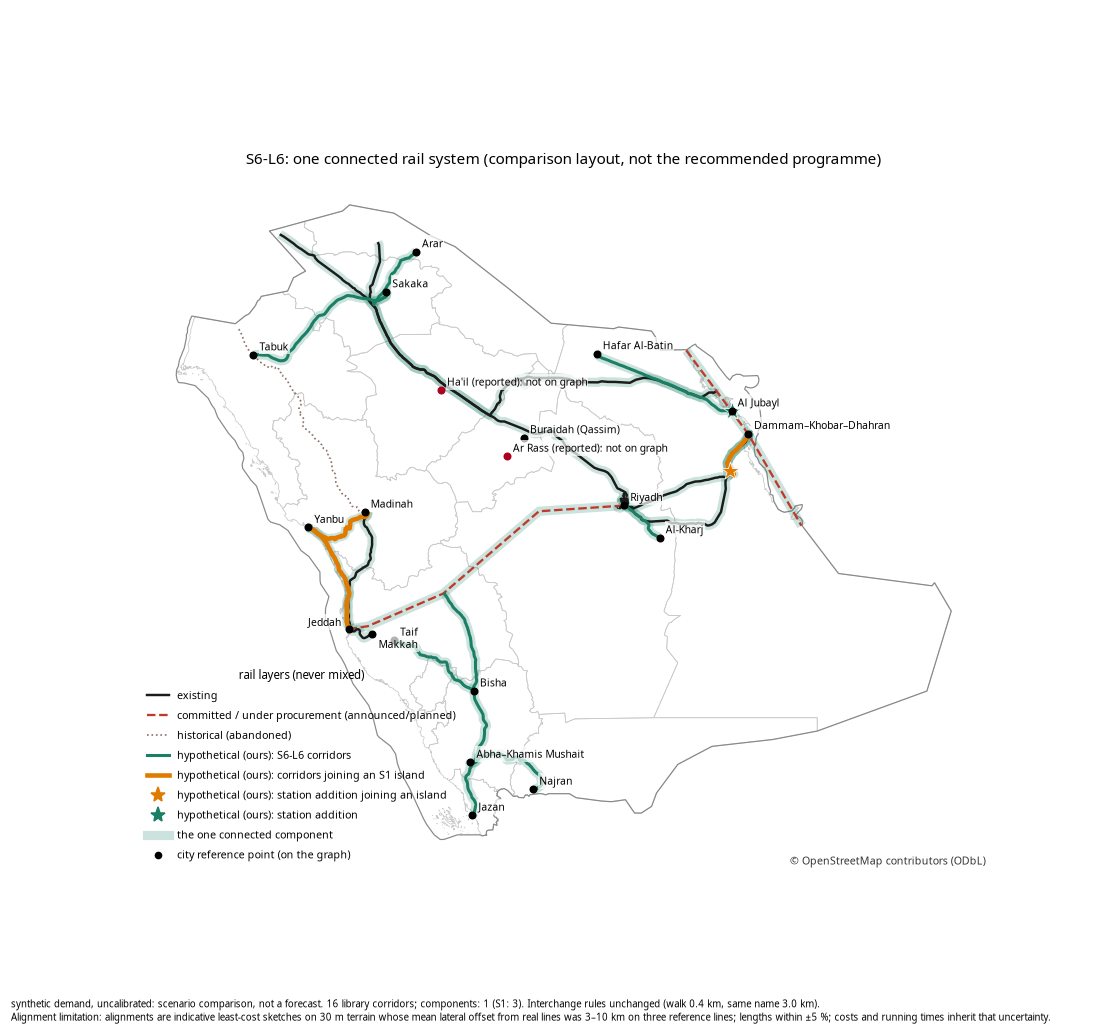 S6-L6: one connected rail system (comparison layout, not the recommended programme)
Arar
Sakaka
Tabuk
Hafar Al-Batin
Ha'il (reported): not on graph
Al Jubayl
Dammam–Khobar–Dhahran
Buraidah (Qassim)
Ar Rass (reported): not on graph
Riyadh
Madinah
Yanbu
Al-Kharj
Jeddah
Taif
Makkah
Bisha
Abha–Khamis Mushait
Najran
Jazan
rail layers (never mixed)
existing
committed / under procurement (announced/planned)
historical (abandoned)
hypothetical (ours): S6-L6 corridors
hypothetical (ours): corridors joining an S1 island
hypothetical (ours): station addition joining an island
hypothetical (ours): station addition
the one connected component
city reference point (on the graph)
© OpenStreetMap contributors (ODbL)
synthetic demand, uncalibrated: scenario comparison, not a forecast. 16 library corridors; components: 1 (S1: 3). Interchange rules unchanged (walk 0.4 km, same name 3.0 km).
Alignment limitation: alignments are indicative least-cost sketches on 30 m terrain whose mean lateral offset from real lines was 3–10 km on three reference lines; lengths within ±5 %; costs and running times inherit that uncertainty.